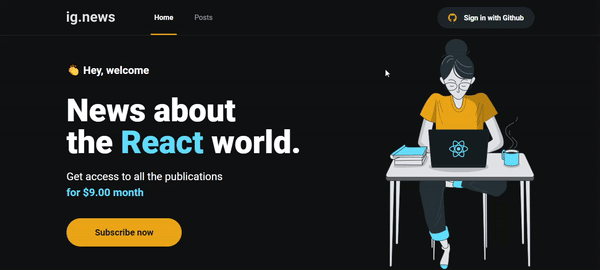 ig.news
Home
Posts
Sign in with Github
👏 Hey, welcome
News about
the React world.
Get access to all the publications
for $9.00 month
Subscribe now